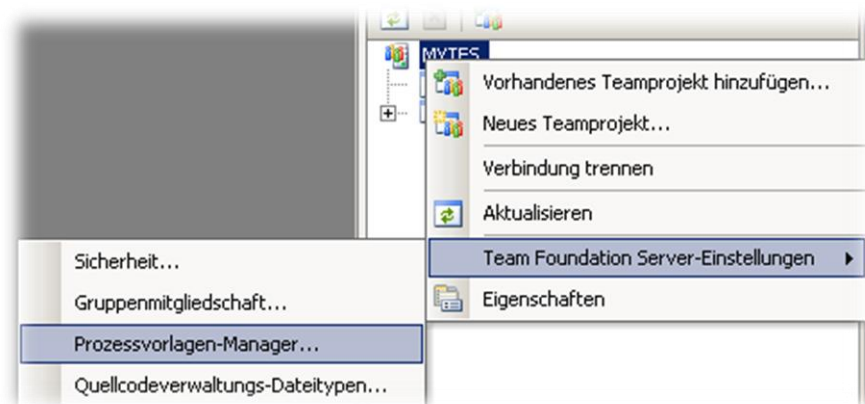 MYTFS
Vorhandenes Teamprojekt hinzufügen...
Neues Teamprojekt...
Verbindung trennen
Aktualisieren
Team Foundation Server-Einstellungen
Eigenschaften
Sicherheit...
Gruppenmitgliedschaft...
Prozessvorlagen-Manager...
Quellcodeverwaltungs-Dateitypen...